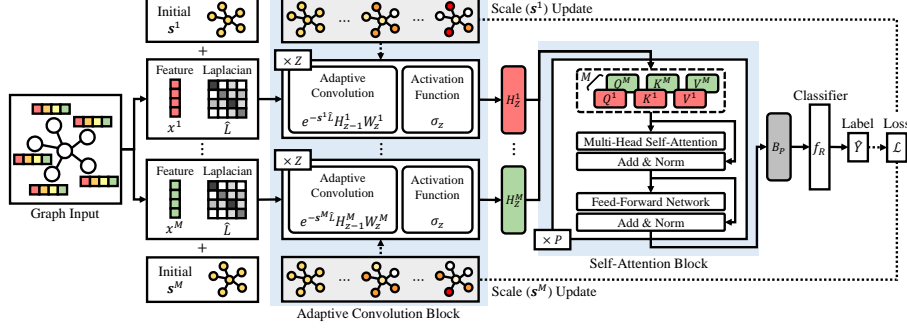 Initial
s¹
... ...
Scale (s¹) Update
+
× Z
Feature
Laplacian
x¹
L̂
Adaptive
Convolution
e^{-s¹L̂}H¹_{z-1}W¹_z
Activation
Function
σ_z
H¹_Z
Graph Input
× Z
Feature
Laplacian
x^M
L̂
Adaptive
Convolution
e^{-s^M L̂}H^M_{z-1}W^M_z
Activation
Function
σ_z
H^M_Z
+
Initial
s^M
... ...
Scale (s^M) Update
Adaptive Convolution Block
M
Q^M K^M V^M
Q¹ K¹ V¹
Multi-Head Self-Attention
Add & Norm
Feed-Forward Network
Add & Norm
× P
Self-Attention Block
B_P
Classifier
f_R
Label
Ŷ
Loss
ℒ